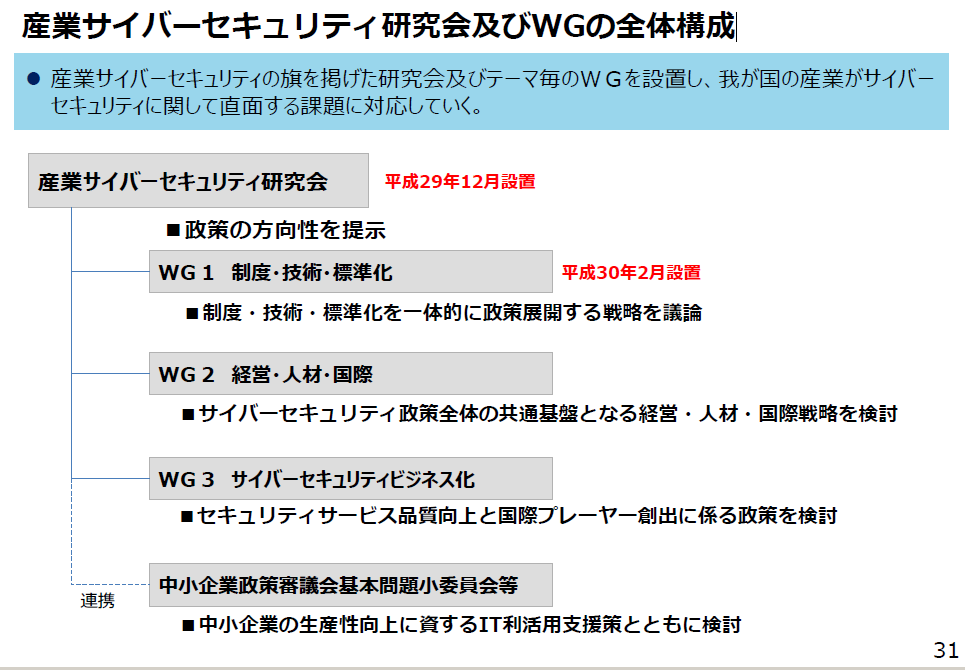 産業サイバーセキュリティ研究会及びWGの全体構成
● 産業サイバーセキュリティの旗を掲げた研究会及びテーマ毎のＷＧを設置し、我が国の産業がサイバー
セキュリティに関して直面する課題に対応していく。
産業サイバーセキュリティ研究会 平成29年12月設置
■政策の方向性を提示
WG１ 制度・技術・標準化 平成30年2月設置
■制度・技術・標準化を一体的に政策展開する戦略を議論
WG２ 経営・人材・国際
■サイバーセキュリティ政策全体の共通基盤となる経営・人材・国際戦略を検討
WG３ サイバーセキュリティビジネス化
■セキュリティサービス品質向上と国際プレーヤー創出に係る政策を検討
中小企業政策審議会基本問題小委員会等
連携
■中小企業の生産性向上に資するIT利活用支援策とともに検討
31